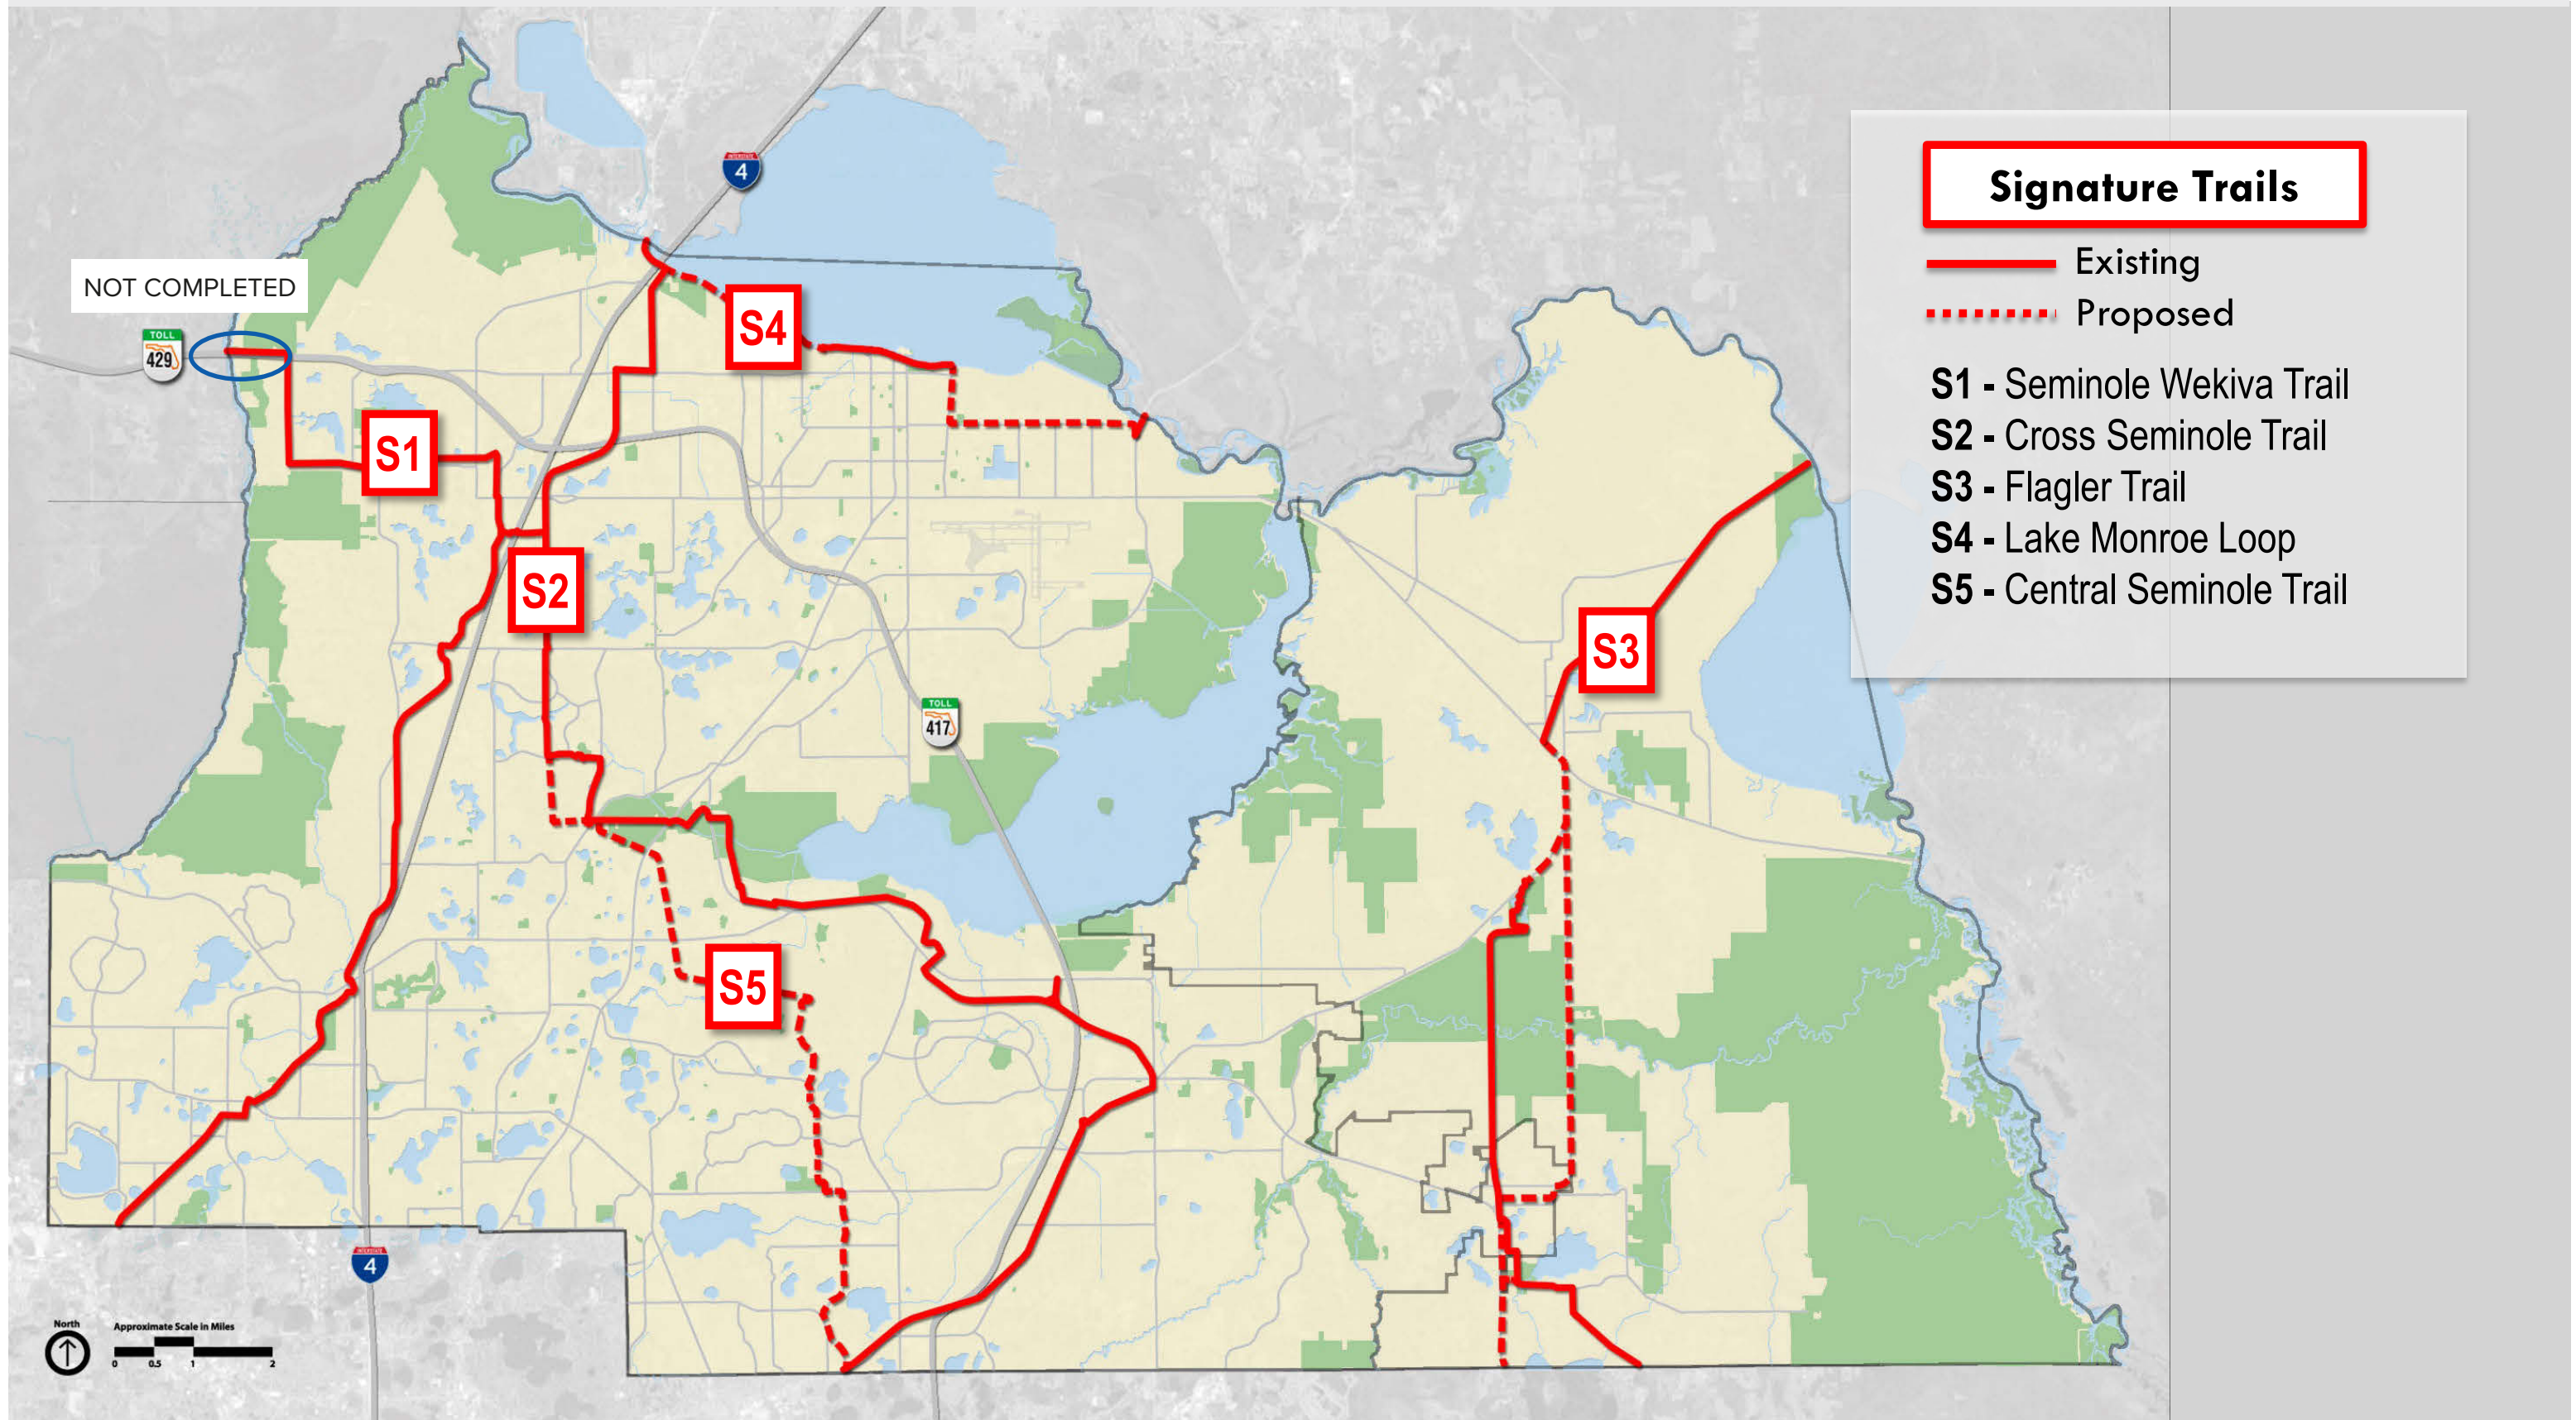 INTERSTATE
4
NOT COMPLETED
TOLL
429
S1
S2
S3
S4
S5
TOLL
417
INTERSTATE
4
North
Approximate Scale in Miles
0 0.5 1 2
Signature Trails
Existing
Proposed
S1 - Seminole Wekiva Trail
S2 - Cross Seminole Trail
S3 - Flagler Trail
S4 - Lake Monroe Loop
S5 - Central Seminole Trail